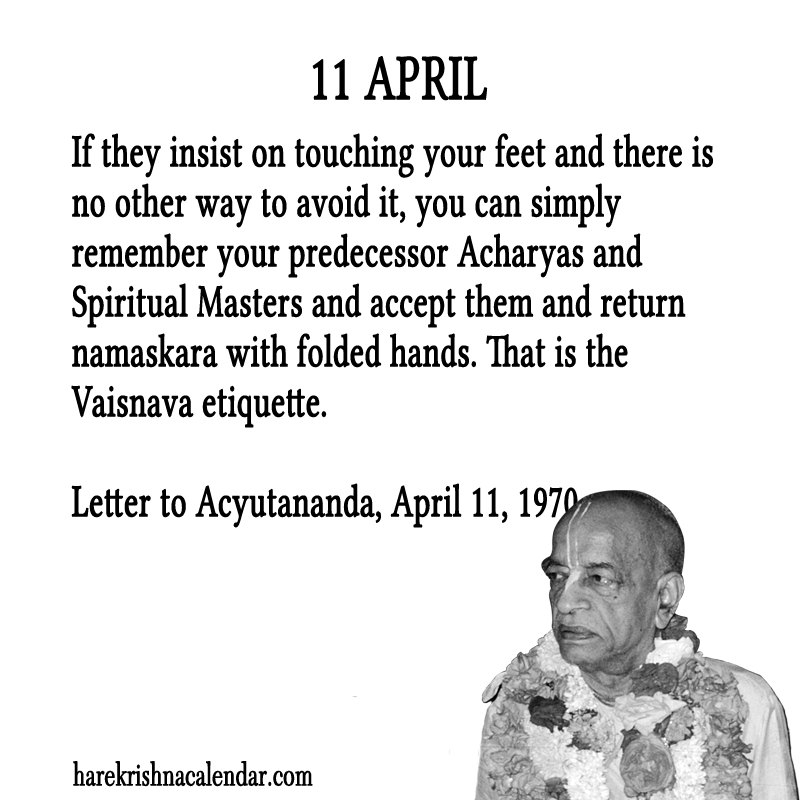 11 APRIL
If they insist on touching your feet and there is
no other way to avoid it, you can simply
remember your predecessor Acharyas and
Spiritual Masters and accept them and return
namaskara with folded hands. That is the
Vaisnava etiquette.
Letter to Acyutananda, April 11, 1970
harekrishnacalendar.com